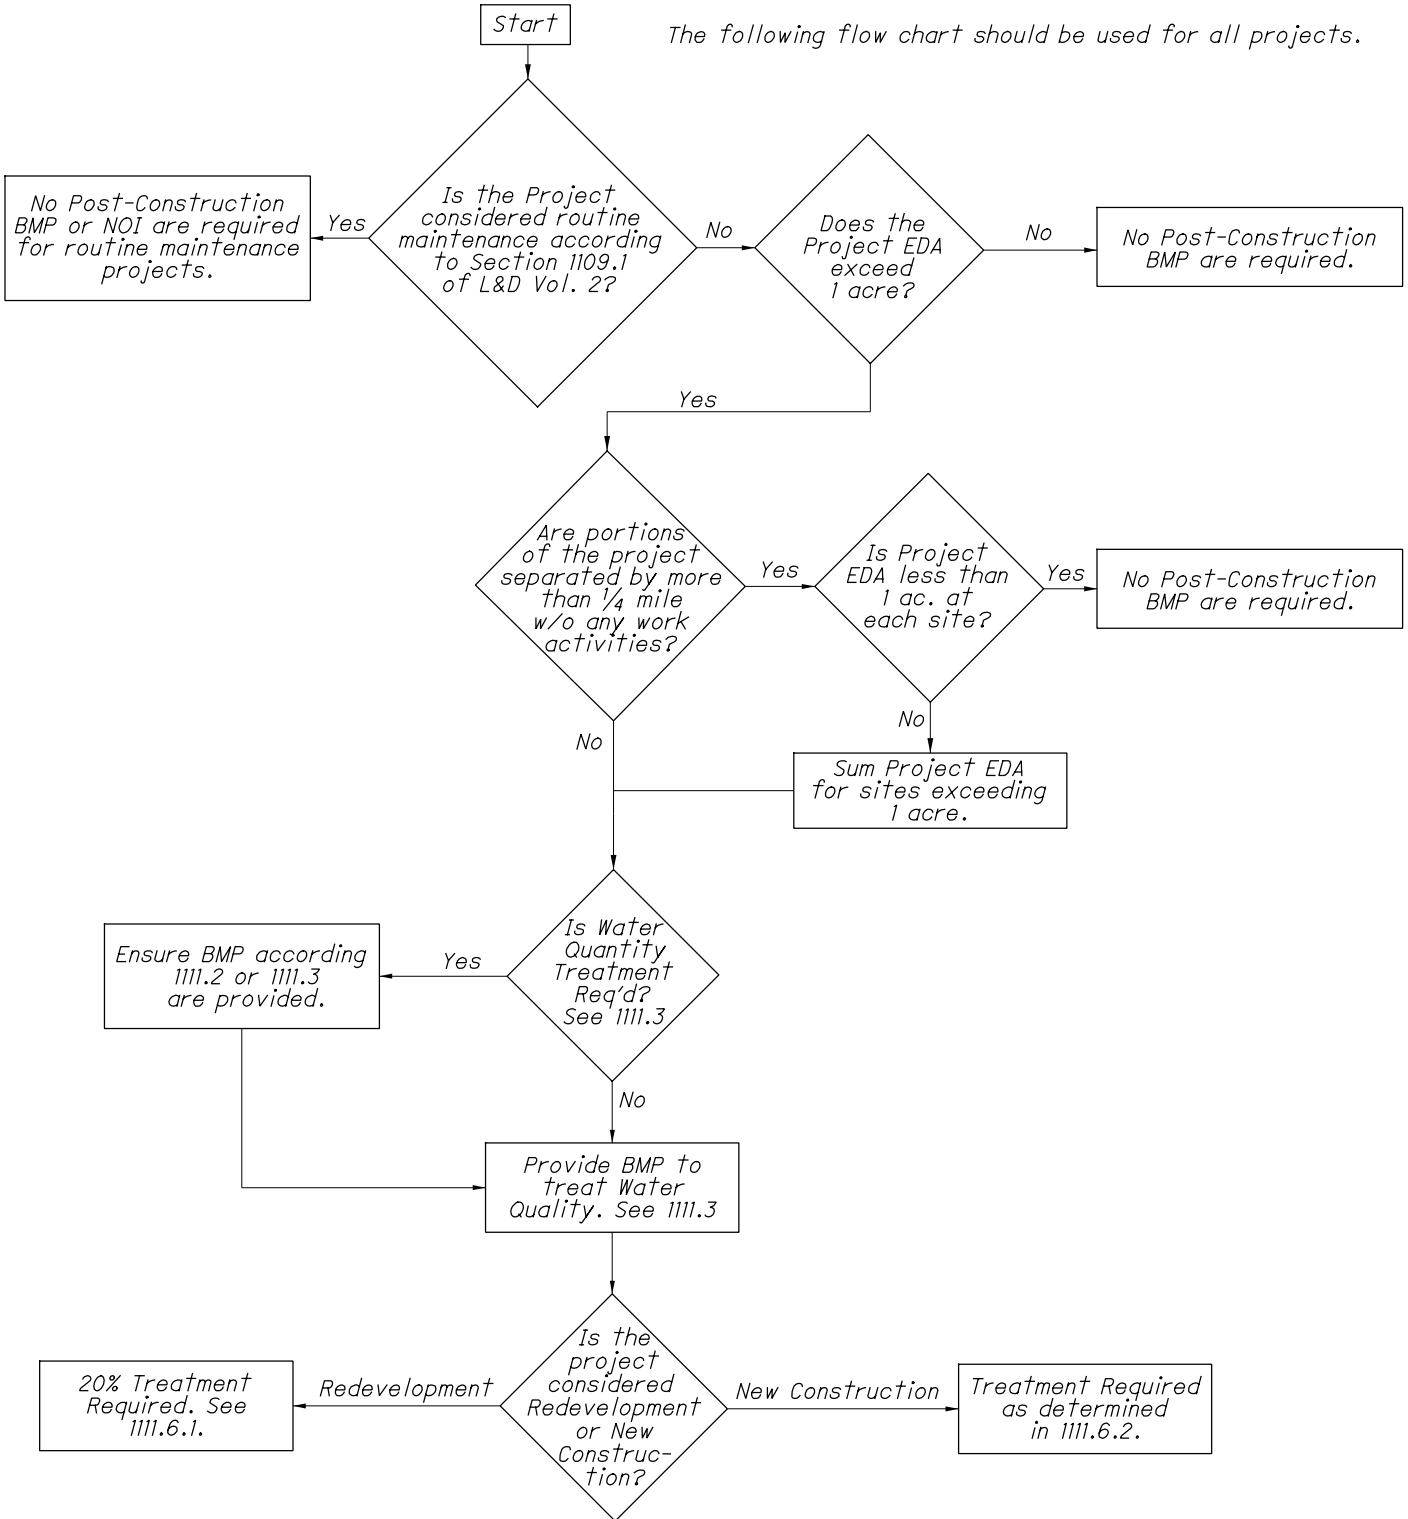 Start
The following flow chart should be used for all projects.
Is the Project
considered routine
maintenance according
to Section 1109.1
of L&D Vol. 2?
Yes
No Post-Construction
BMP or NOI are required
for routine maintenance
projects.
No
Does the
Project EDA
exceed
1 acre?
No
No Post-Construction
BMP are required.
Yes
Are portions
of the project
separated by more
than 1/4 mile
w/o any work
activities?
Yes
Is Project
EDA less than
1 ac. at
each site?
Yes
No Post-Construction
BMP are required.
No
No
Sum Project EDA
for sites exceeding
1 acre.
Is Water
Quantity
Treatment
Req'd?
See 1111.3
Yes
Ensure BMP according
1111.2 or 1111.3
are provided.
No
Provide BMP to
treat Water
Quality. See 1111.3
Is the
project
considered
Redevelopment
or New
Construc-
tion?
Redevelopment
20% Treatment
Required. See
1111.6.1.
New Construction
Treatment Required
as determined
in 1111.6.2.